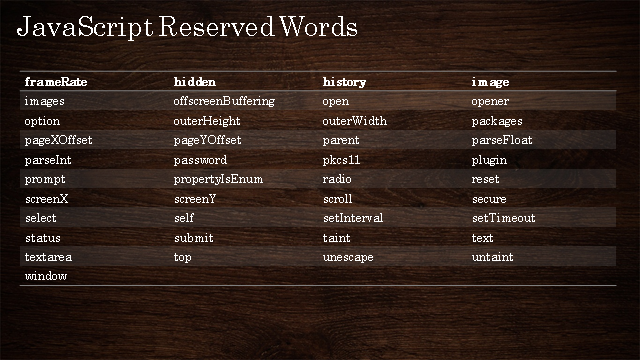 JavaScript Reserved Words
frameRate hidden history image
images offscreenBuffering open opener
option outerHeight outerWidth packages
pageXOffset pageYOffset parent parseFloat
parseInt password pkcs11 plugin
prompt propertyIsEnum radio reset
screenX screenY scroll secure
select self setInterval setTimeout
status submit taint text
textarea top unescape untaint
window